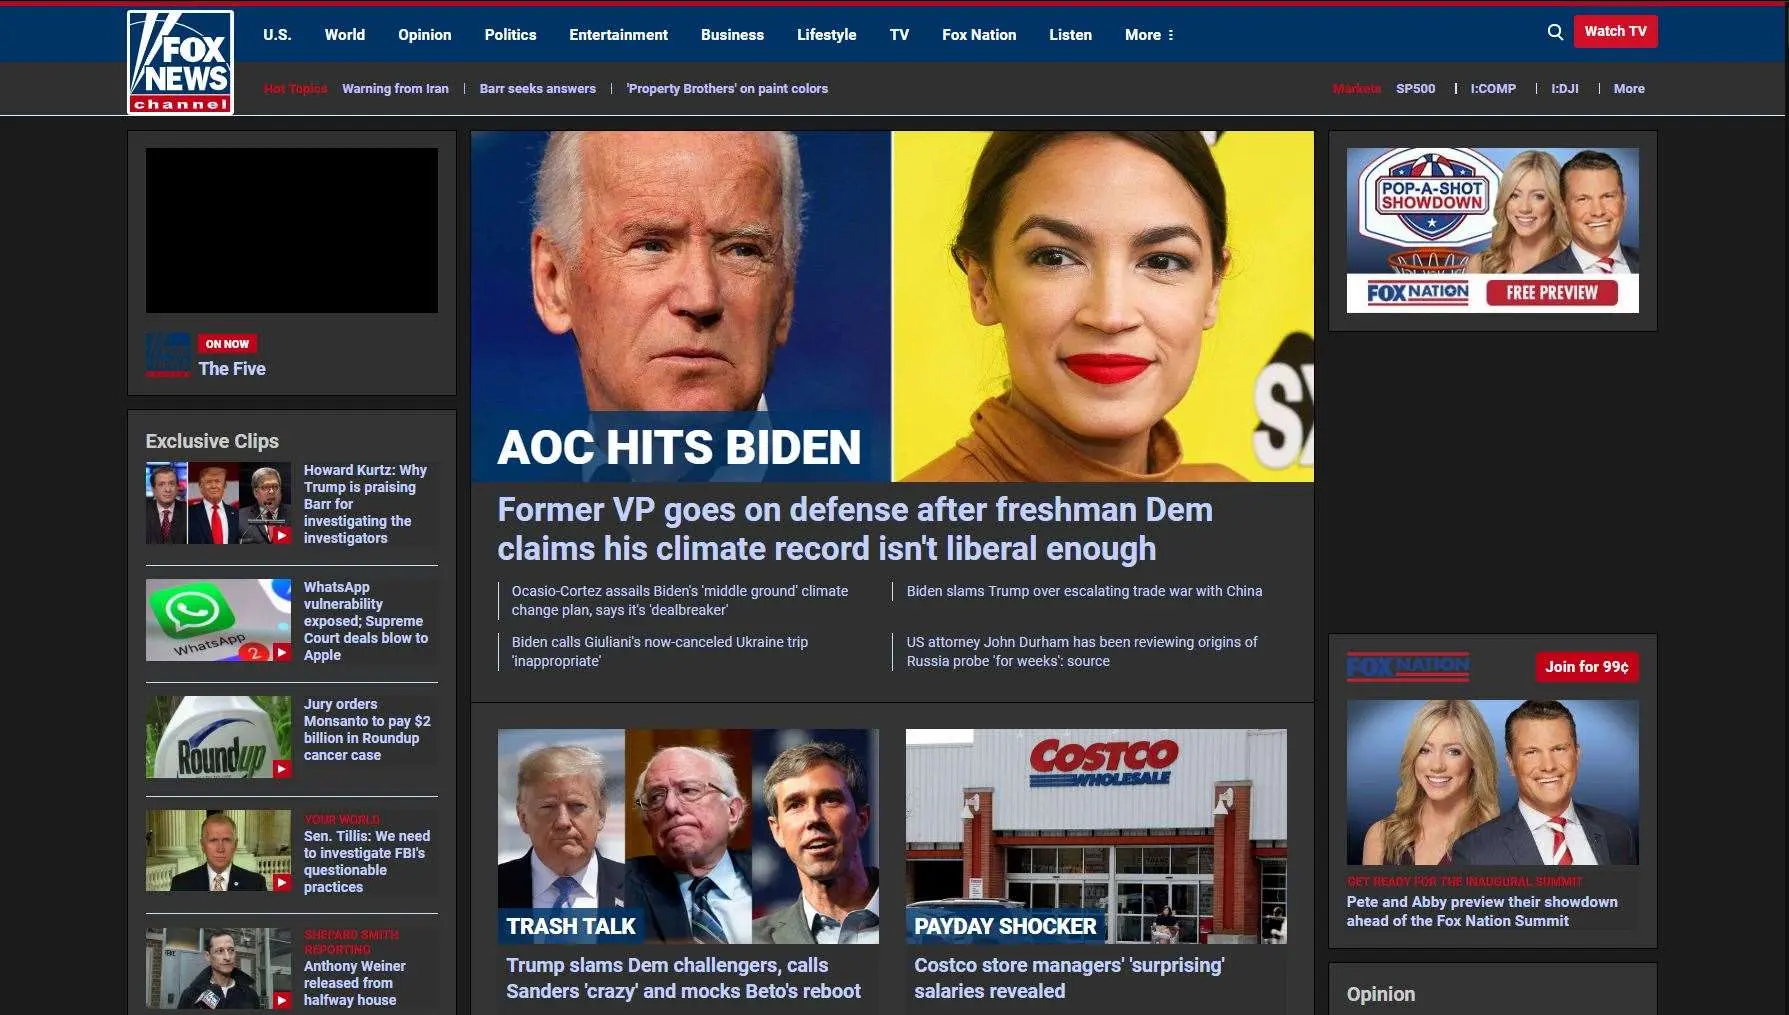 FOX
NEWS
channel
U.S. World Opinion Politics Entertainment Business Lifestyle TV Fox Nation Listen More
Watch TV
Hot Topics Warning from Iran Barr seeks answers 'Property Brothers' on paint colors
Markets SP500 I:COMP I:DJI More
ON NOW
The Five
Exclusive Clips
Howard Kurtz: Why
Trump is praising
Barr for
investigating the
investigators
WhatsApp
2
WhatsApp
vulnerability
exposed; Supreme
Court deals blow to
Apple
Roundup
Jury orders
Monsanto to pay $2
billion in Roundup
cancer case
YOUR WORLD
Sen. Tillis: We need
to investigate FBI's
questionable
practices
SHEPARD SMITH
REPORTING
Anthony Weiner
released from
halfway house
AOC HITS BIDEN
Former VP goes on defense after freshman Dem
claims his climate record isn't liberal enough
Ocasio-Cortez assails Biden's 'middle ground' climate
change plan, says it's 'dealbreaker'
Biden slams Trump over escalating trade war with China
Biden calls Giuliani's now-canceled Ukraine trip
'inappropriate'
US attorney John Durham has been reviewing origins of
Russia probe 'for weeks': source
TRASH TALK
Trump slams Dem challengers, calls
Sanders 'crazy' and mocks Beto's reboot
COSTCO
WHOLESALE
PAYDAY SHOCKER
Costco store managers' 'surprising'
salaries revealed
POP-A-SHOT
SHOWDOWN
FOX NATION
FREE PREVIEW
FOX NATION
Join for 99¢
GET READY FOR THE INAUGURAL SUMMIT
Pete and Abby preview their showdown
ahead of the Fox Nation Summit
Opinion